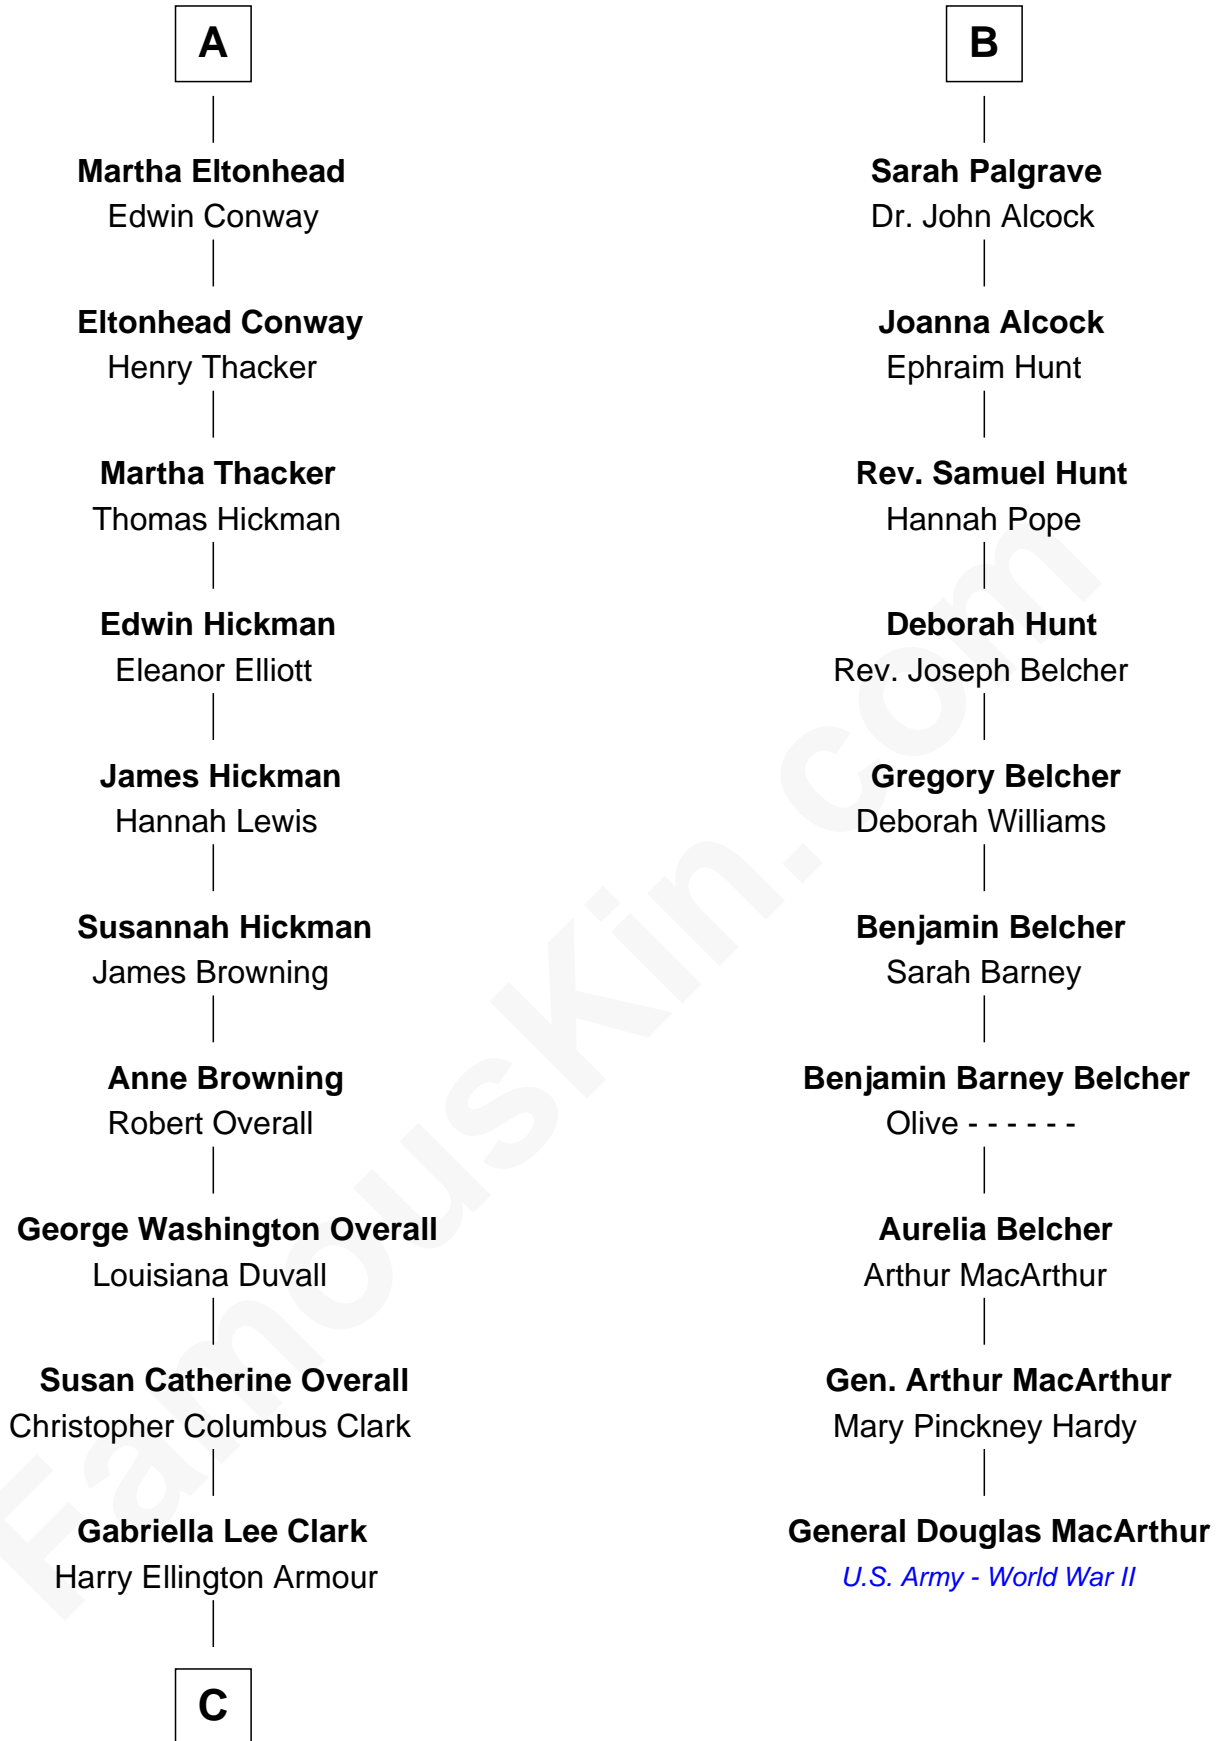 A
Martha Eltonhead
Edwin Conway
Eltonhead Conway
Henry Thacker
Martha Thacker
Thomas Hickman
Edwin Hickman
Eleanor Elliott
James Hickman
Hannah Lewis
Susannah Hickman
James Browning
Anne Browning
Robert Overall
George Washington Overall
Louisiana Duvall
Susan Catherine Overall
Christopher Columbus Clark
Gabriella Lee Clark
Harry Ellington Armour
C
B
Sarah Palgrave
Dr. John Alcock
Joanna Alcock
Ephraim Hunt
Rev. Samuel Hunt
Hannah Pope
Deborah Hunt
Rev. Joseph Belcher
Gregory Belcher
Deborah Williams
Benjamin Belcher
Sarah Barney
Benjamin Barney Belcher
Olive - - - - - -
Aurelia Belcher
Arthur MacArthur
Gen. Arthur MacArthur
Mary Pinckney Hardy
General Douglas MacArthur
U.S. Army - World War II
FamousKin.com